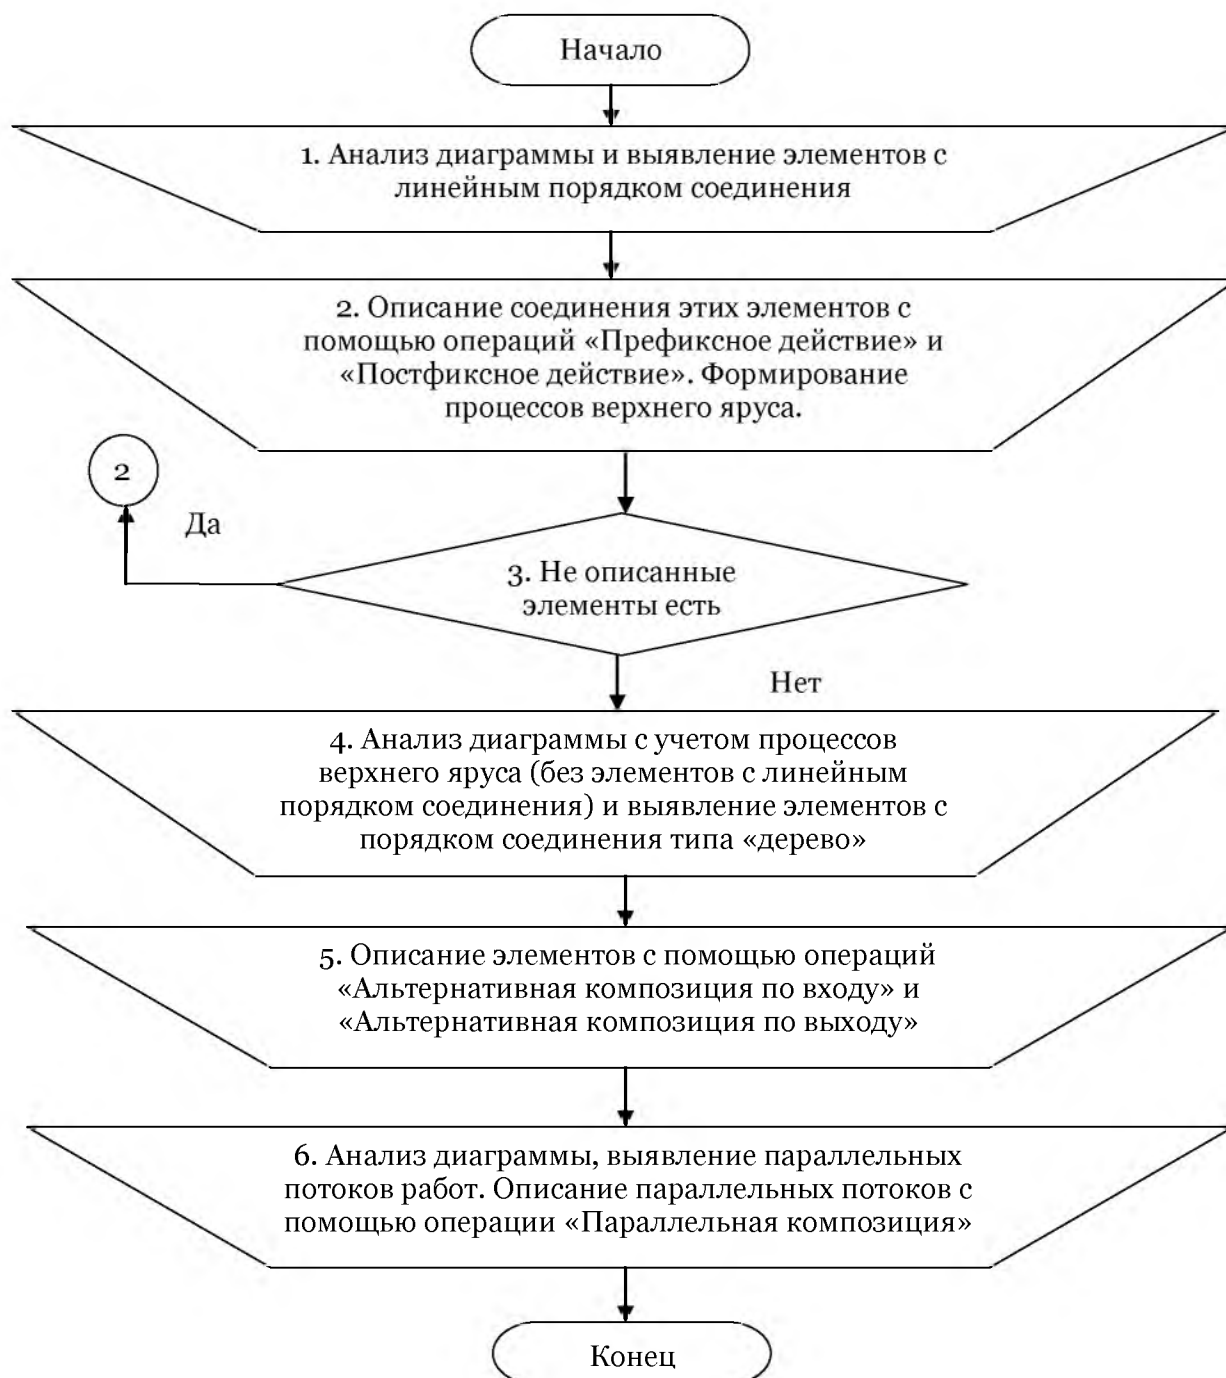 Начало
1. Анализ диаграммы и выявление элементов с
линейным порядком соединения
2. Описание соединения этих элементов с
помощью операций «Префиксное действие» и
«Постфиксное действие». Формирование
процессов верхнего яруса.
2
Да
3. Не описанные
элементы есть
Нет
4. Анализ диаграммы с учетом процессов
верхнего яруса (без элементов с линейным
порядком соединения) и выявление элементов с
порядком соединения типа «дерево»
5. Описание элементов с помощью операций
«Альтернативная композиция по входу» и
«Альтернативная композиция по выходу»
6. Анализ диаграммы, выявление параллельных
потоков работ. Описание параллельных потоков с
помощью операции «Параллельная композиция»
Конец